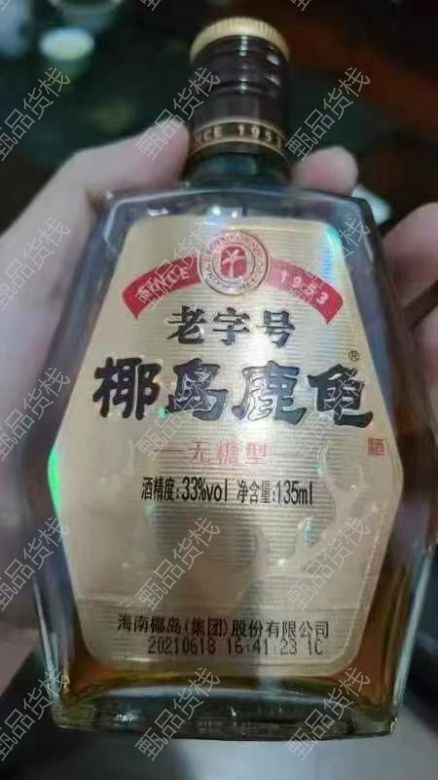 SINCE 1953
SINCE 1953
老字号
椰岛鹿龟®
酒
—无糖型—
酒精度:33%vol 净含量:135ml
海南椰岛(集团)股份有限公司
20210618 16:41:23 1C
甄品货栈